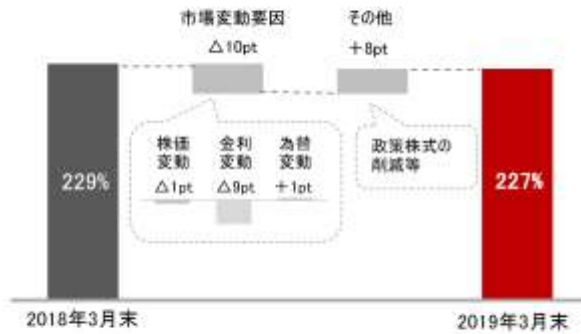 市場変動要因
△10pt
その他
+8pt
株価
変動
△1pt
金利
変動
△9pt
為替
変動
+1pt
政策株式の
削減等
229%
227%
2018年3月末
2019年3月末